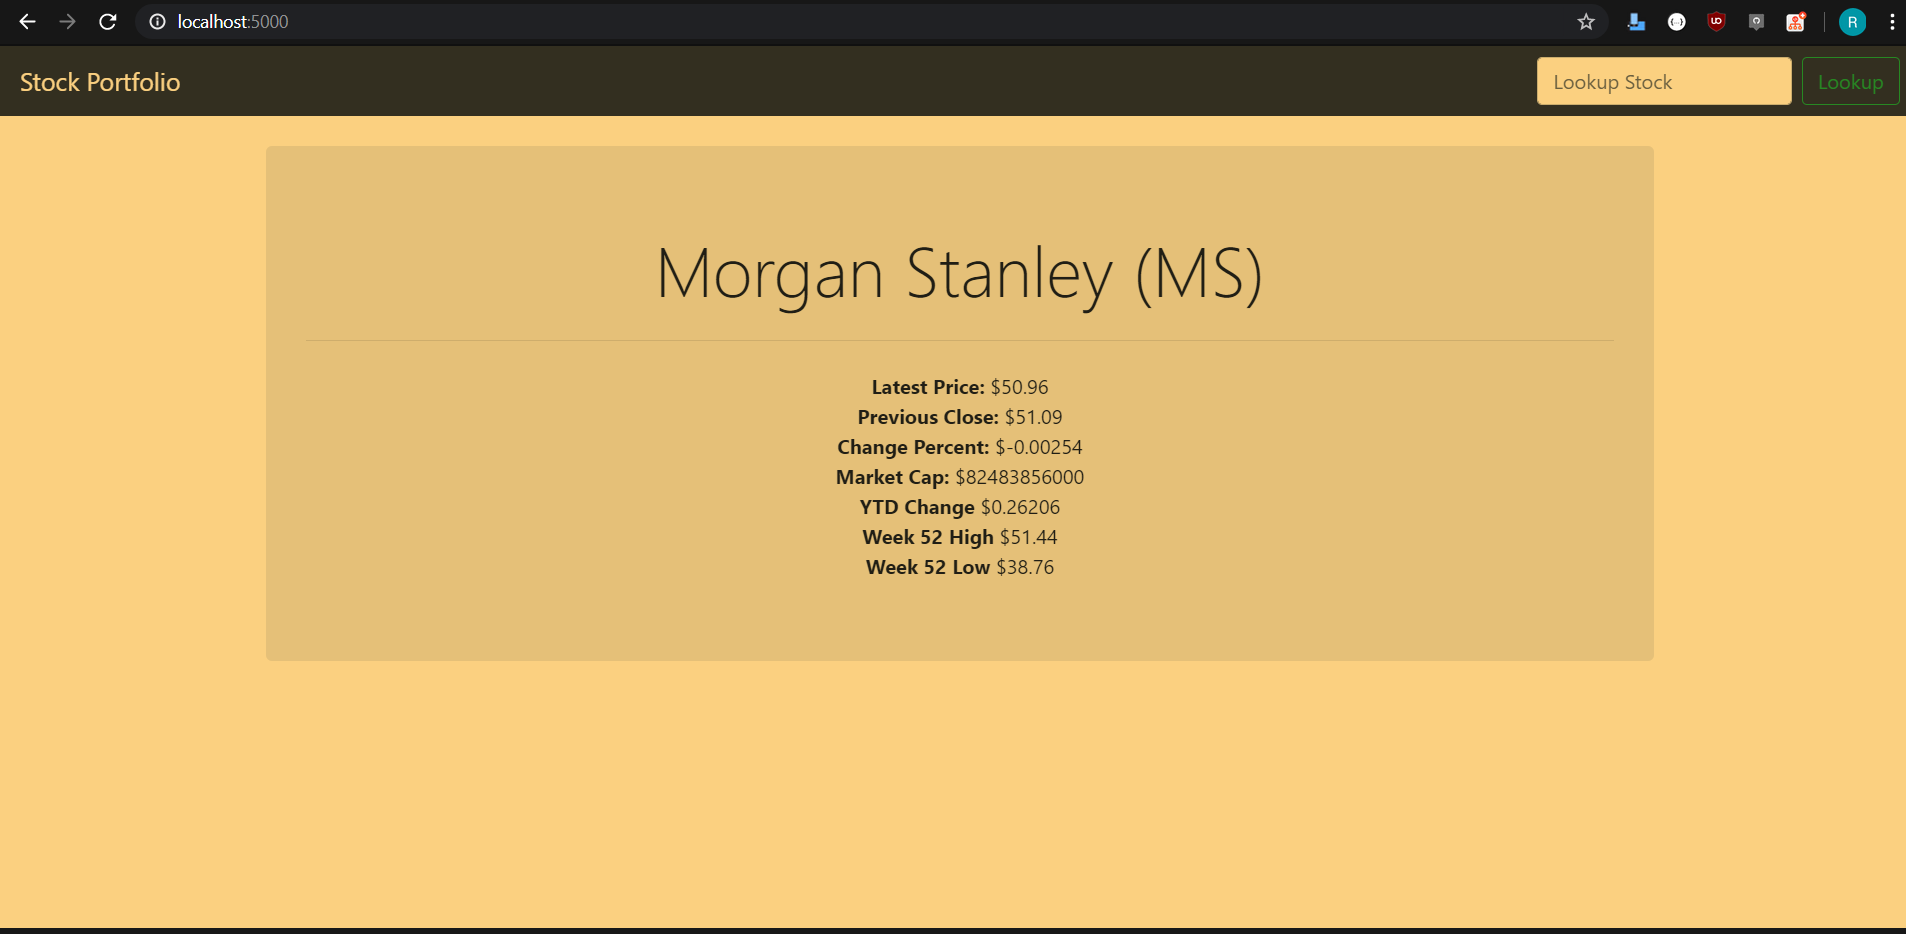 localhost:5000
R
Stock Portfolio
Lookup Stock
Lookup
Morgan Stanley (MS)
Latest Price: $50.96
Previous Close: $51.09
Change Percent: $-0.00254
Market Cap: $82483856000
YTD Change $0.26206
Week 52 High $51.44
Week 52 Low $38.76